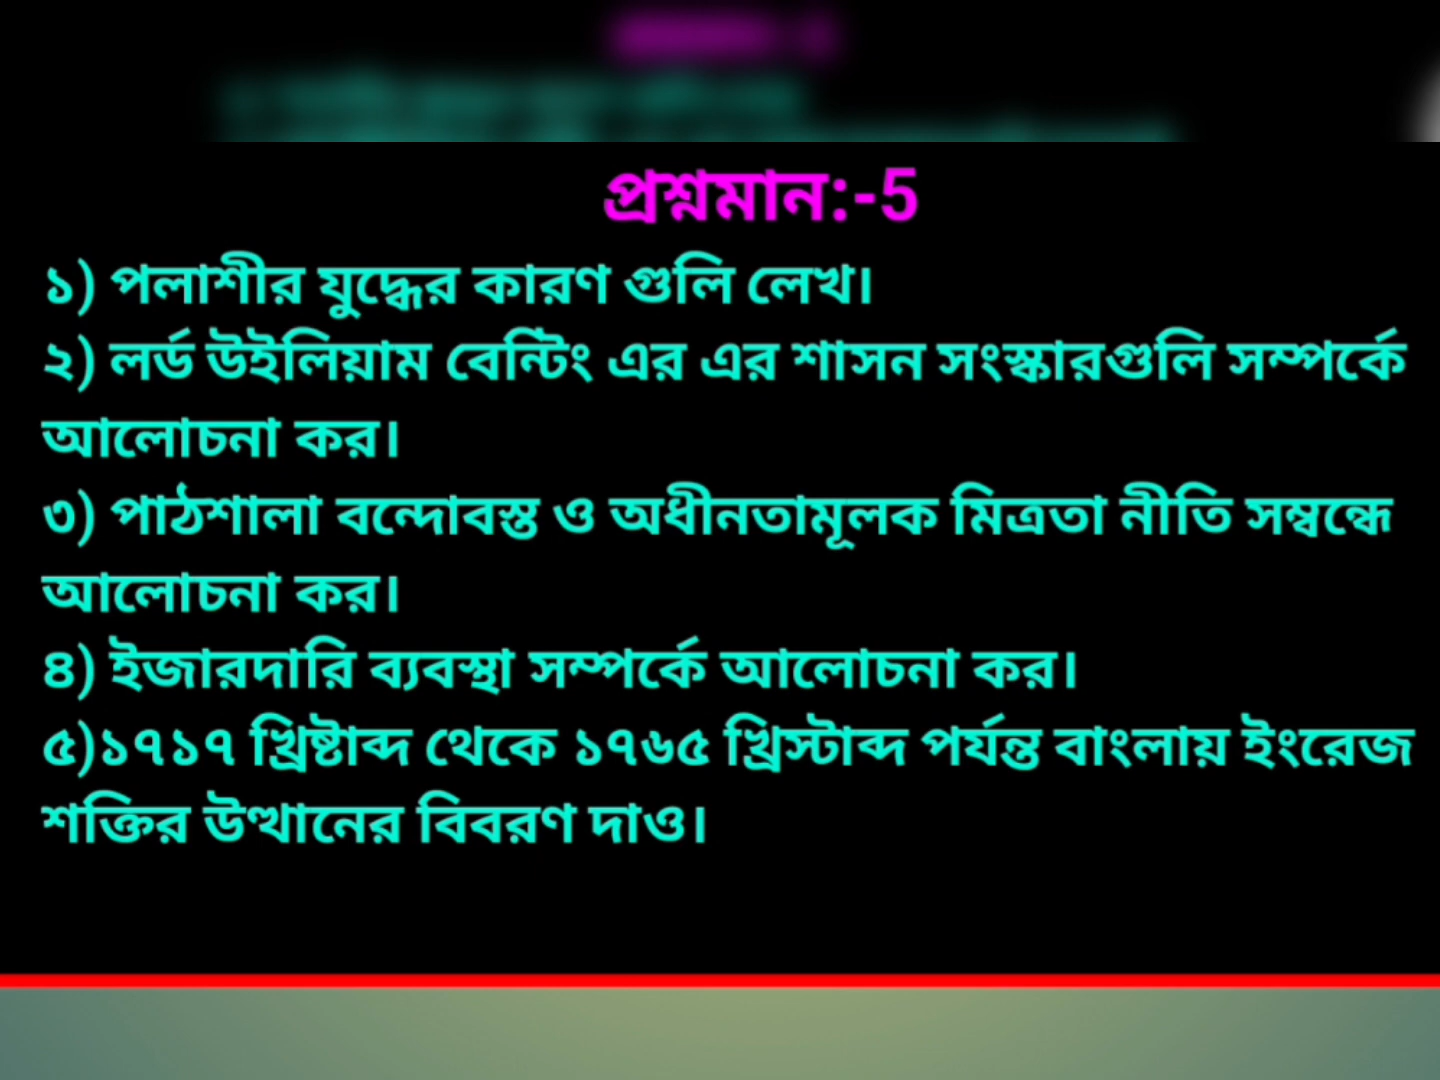 প্রশ্নমান:-5
১) পলাশীর যুদ্ধের কারণ গুলি লেখ।
২) লর্ড উইলিয়াম বেন্টিং এর এর শাসন সংস্কারগুলি সম্পর্কে
আলোচনা কর।
৩) পাঠশালা বন্দোবস্ত ও অধীনতামূলক মিত্রতা নীতি সম্বন্ধে
আলোচনা কর।
৪) ইজারদারি ব্যবস্থা সম্পর্কে আলোচনা কর।
৫)১৭১৭ খ্রিষ্টাব্দ থেকে ১৭৬৫ খ্রিস্টাব্দ পর্যন্ত বাংলায় ইংরেজ
শক্তির উত্থানের বিবরণ দাও।